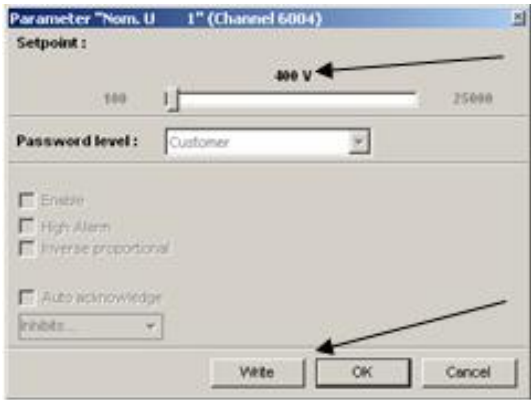 Parameter "Nom. U 1" (Channel 6004)
Setpoint :
400 V
100 25000
Password level : Customer
Enable
High Alarm
Inverse proportional
Auto acknowledge
Inhibits...
Write OK Cancel